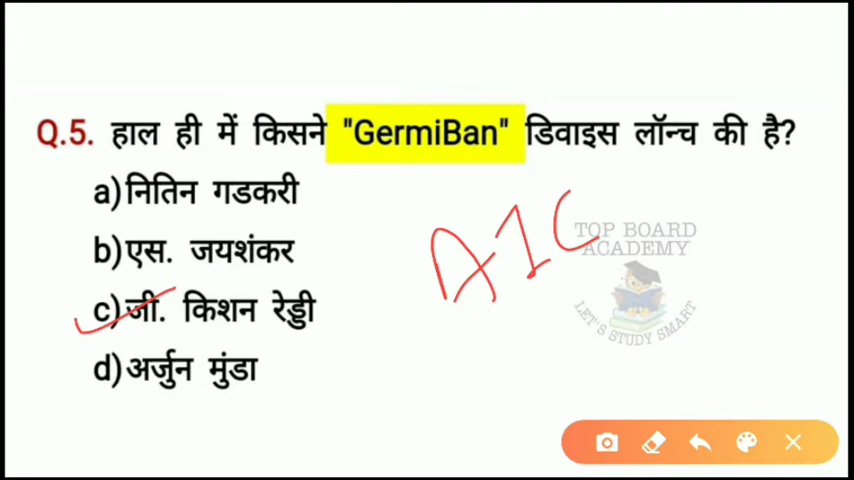 Q.5. हाल ही में किसने "GermiBan" डिवाइस लॉन्च की है?
a)नितिन गडकरी
b)एस. जयशंकर
c)जी. किशन रेड्डी
d)अर्जुन मुंडा
AIC
TOP BOARD
ACADEMY
LET'S STUDY SMART